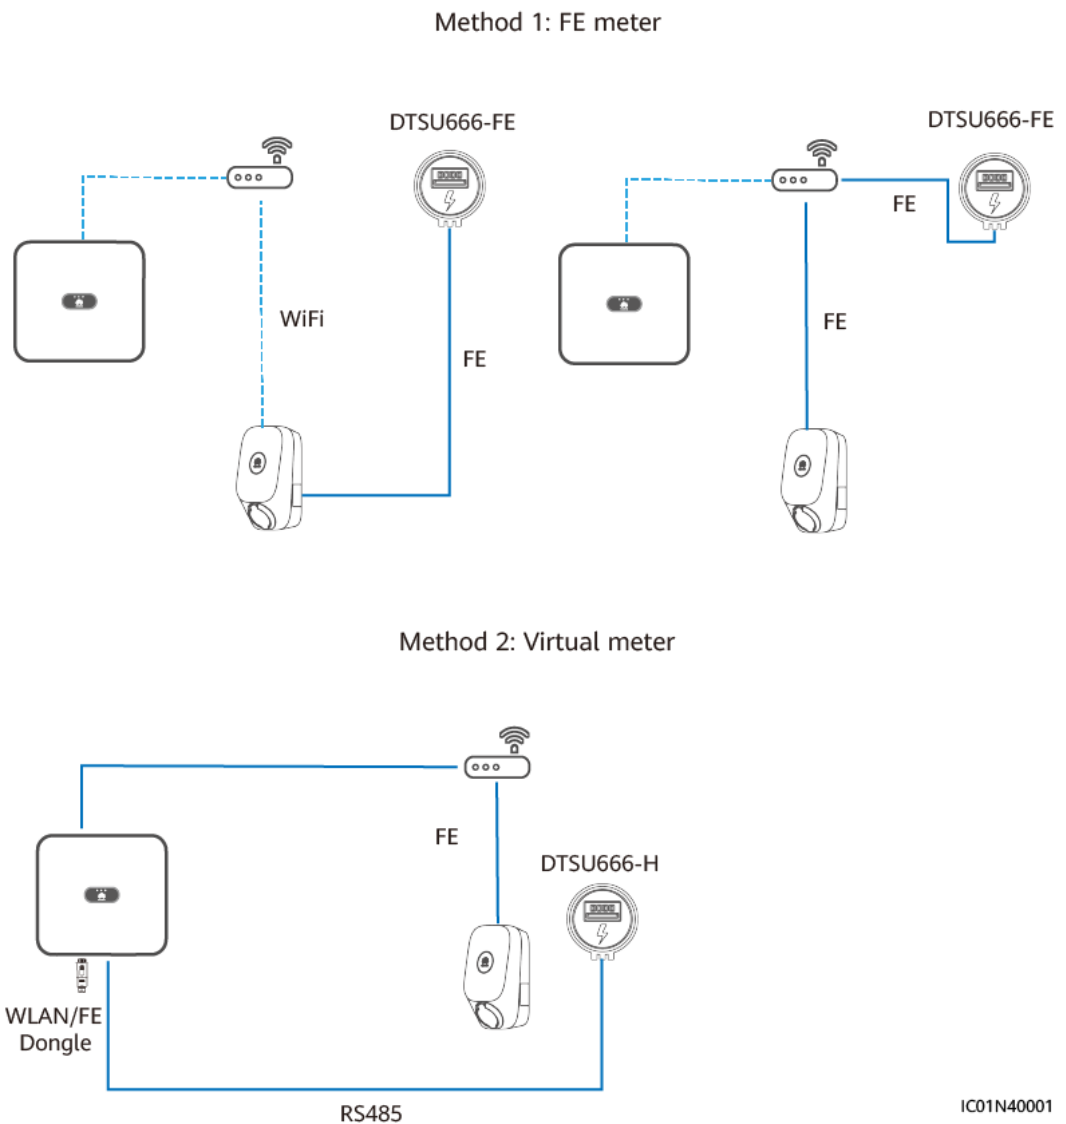 Method 1: FE meter
DTSU666-FE
DTSU666-FE
FE
WiFi
FE
FE
Method 2: Virtual meter
FE
DTSU666-H
WLAN/FE
Dongle
RS485
IC01N40001